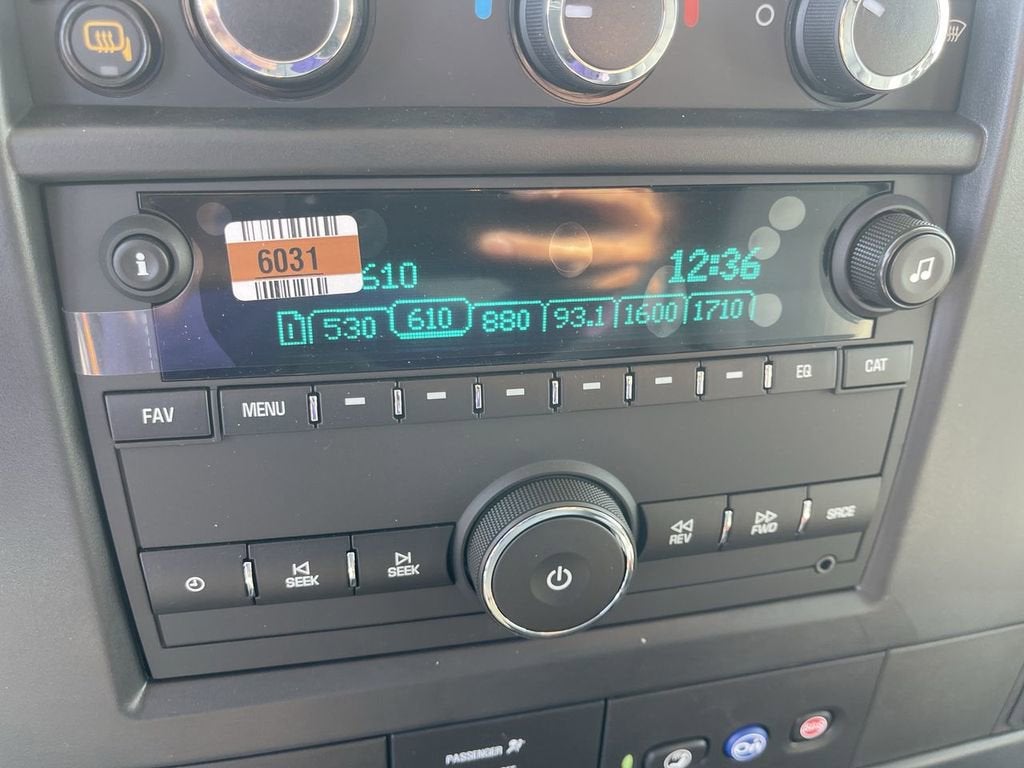 6031
610
12:36
1 530 610 880 93.1 1600 1710
FAV
MENU
EQ
CAT
SEEK
SEEK
REV
FWD
SRCE
PASSENGER